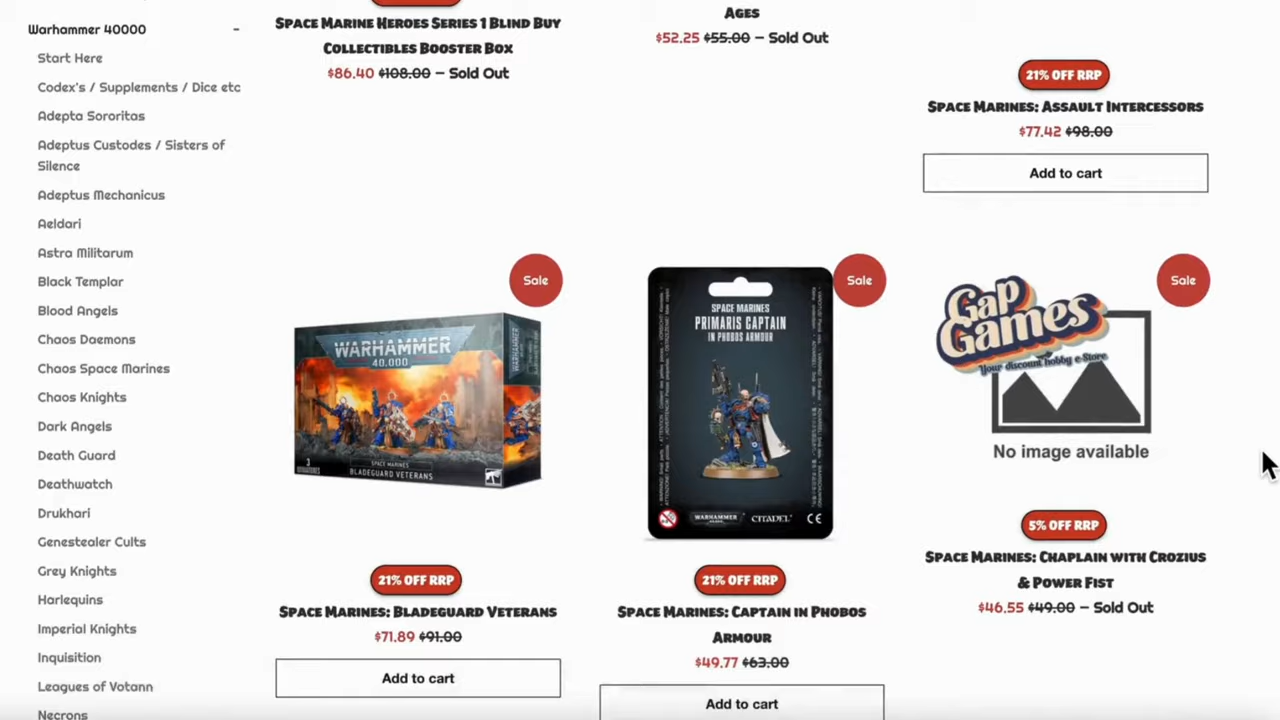 Warhammer 40000 -
Start Here
Codex's / Supplements / Dice etc
Adepta Sororitas
Adeptus Custodes / Sisters of
Silence
Adeptus Mechanicus
Aeldari
Astra Militarum
Black Templar
Blood Angels
Chaos Daemons
Chaos Space Marines
Chaos Knights
Dark Angels
Death Guard
Deathwatch
Drukhari
Genestealer Cults
Grey Knights
Harlequins
Imperial Knights
Inquisition
Leagues of Votann
Necrons
Space Marine Heroes Series 1 Blind Buy
Collectibles Booster Box
$86.40 $108.00 – Sold Out
Ages
$52.25 $55.00 – Sold Out
21% OFF RRP
Space Marines: Assault Intercessors
$77.42 $98.00
Add to cart
Sale
WARHAMMER
40,000
SPACE MARINES
BLADEGUARD VETERANS
21% OFF RRP
Space Marines: Bladeguard Veterans
$71.89 $91.00
Add to cart
Sale
SPACE MARINES
PRIMARIS CAPTAIN
IN PHOBOS ARMOUR
WARHAMMER
40,000
CITADEL
CE
21% OFF RRP
Space Marines: Captain in Phobos
Armour
$49.77 $63.00
Add to cart
Sale
Gap
Games
Your discount hobby e-Store
No image available
5% OFF RRP
Space Marines: Chaplain with Crozius
& Power Fist
$46.55 $49.00 – Sold Out